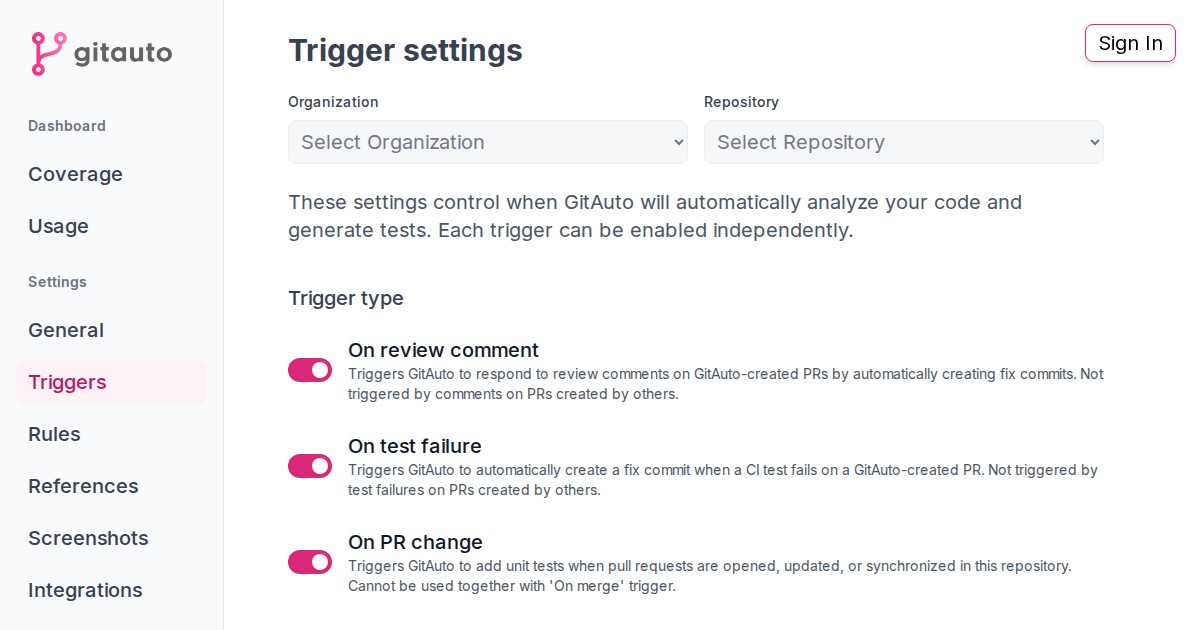 gitauto
Dashboard
Coverage
Usage
Settings
General
Triggers
Rules
References
Screenshots
Integrations
Sign In
Trigger settings
Organization
Repository
Select Organization
Select Repository
These settings control when GitAuto will automatically analyze your code and
generate tests. Each trigger can be enabled independently.
Trigger type
On review comment
Triggers GitAuto to respond to review comments on GitAuto-created PRs by automatically creating fix commits. Not
triggered by comments on PRs created by others.
On test failure
Triggers GitAuto to automatically create a fix commit when a CI test fails on a GitAuto-created PR. Not triggered by
test failures on PRs created by others.
On PR change
Triggers GitAuto to add unit tests when pull requests are opened, updated, or synchronized in this repository.
Cannot be used together with 'On merge' trigger.